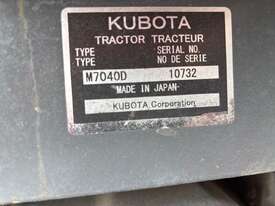 KUBOTA
TRACTOR TRACTEUR
TYPE SERIAL NO.
TYPE NO DE SERIE
M7040D 10732
MADE IN JAPAN
KUBOTA Corporation